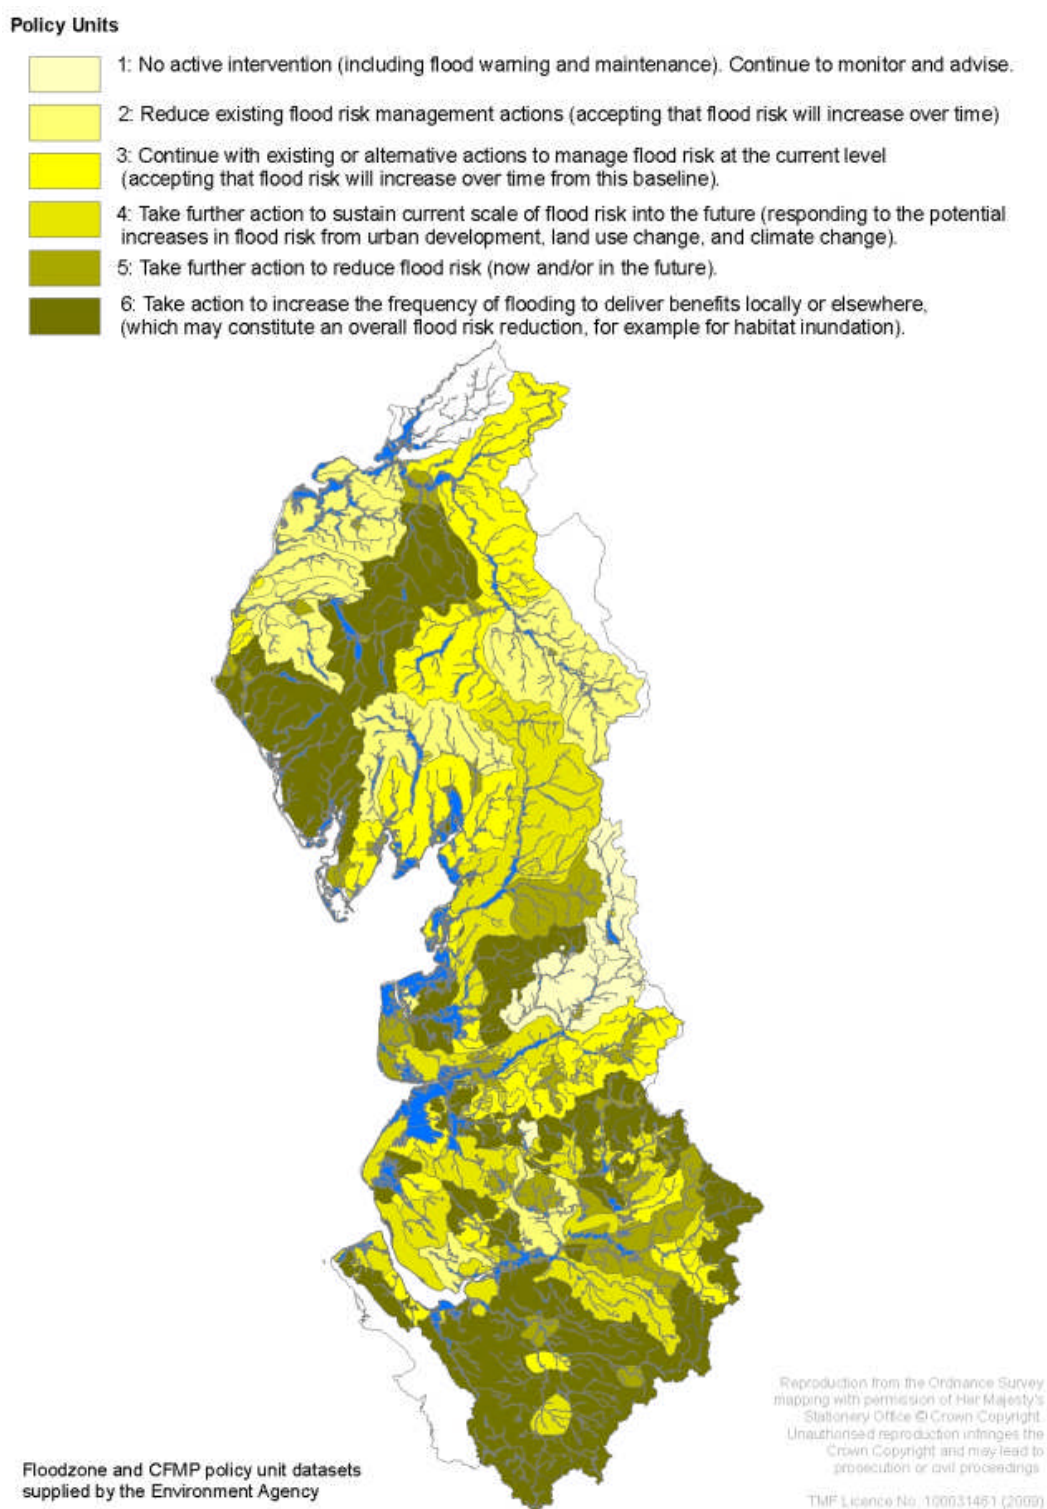 Policy Units
1: No active intervention (including flood warning and maintenance). Continue to monitor and advise.
2: Reduce existing flood risk management actions (accepting that flood risk will increase over time)
3: Continue with existing or alternative actions to manage flood risk at the current level
(accepting that flood risk will increase over time from this baseline).
4: Take further action to sustain current scale of flood risk into the future (responding to the potential
increases in flood risk from urban development, land use change, and climate change).
5: Take further action to reduce flood risk (now and/or in the future).
6: Take action to increase the frequency of flooding to deliver benefits locally or elsewhere,
(which may constitute an overall flood risk reduction, for example for habitat inundation).
Reproduction from the Ordnance Survey
mapping with permission of Her Majesty's
Stationery Office © Crown Copyright.
Unauthorised reproduction infringes the
Crown Copyright and may lead to
prosecution or civil proceedings
TMF Licence No. 100031461 (2009)
Floodzone and CFMP policy unit datasets
supplied by the Environment Agency